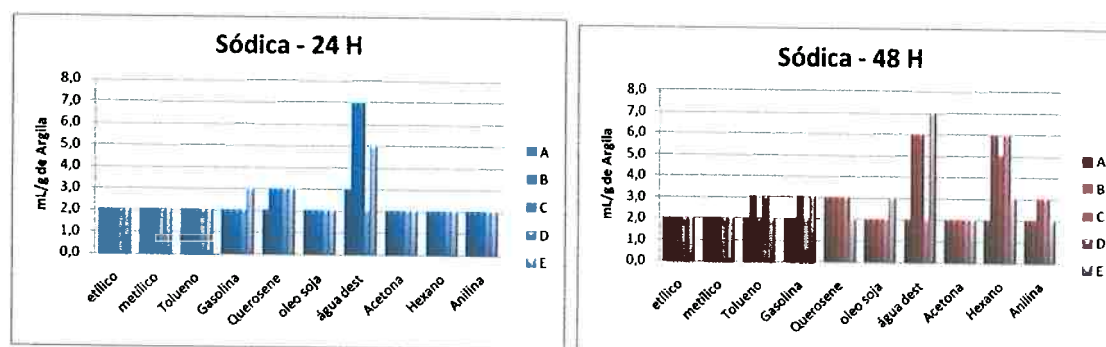 Sódica - 24 H
mL/g de Argila
8,0
7,0
6,0
5,0
4,0
3,0
2,0
1,0
0,0
etílico
metílico
Tolueno
Gasolina
Querosene
oleo soja
água dest
Acetona
Hexano
Anilina
A
B
C
D
E
Sódica - 48 H
mL/g de Argila
8,0
7,0
6,0
5,0
4,0
3,0
2,0
1,0
0,0
etílico
metílico
Tolueno
Gasolina
Querosene
oleo soja
água dest
Acetona
Hexano
Anilina
A
B
C
D
E